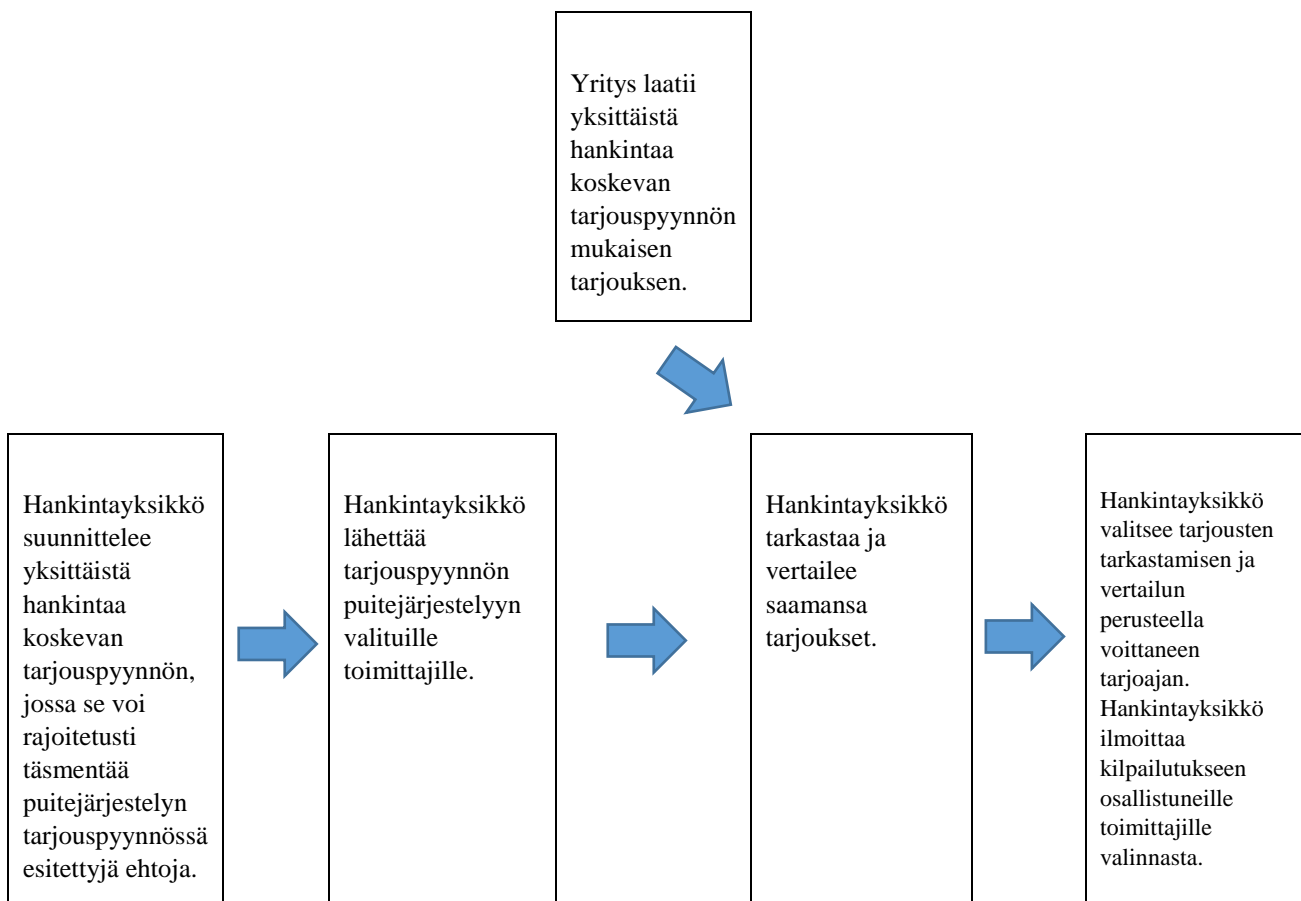 Yritys laatii
yksittäistä
hankintaa
koskevan
tarjouspyynnön
mukaisen
tarjouksen.
Hankintayksikkö
suunnittelee
yksittäistä
hankintaa
koskevan
tarjouspyynnön,
jossa se voi
rajoitetusti
täsmentää
puitejärjestelyn
tarjouspyynnössä
esitettyjä ehtoja.
Hankintayksikkö
lähettää
tarjouspyynnön
puitejärjestelyyn
valituille
toimittajille.
Hankintayksikkö
tarkastaa ja
vertailee
saamansa
tarjoukset.
Hankintayksikkö
valitsee tarjousten
tarkastamisen ja
vertailun
perusteella
voittaneen
tarjoajan.
Hankintayksikkö
ilmoittaa
kilpailutukseen
osallistuneille
toimittajille
valinnasta.